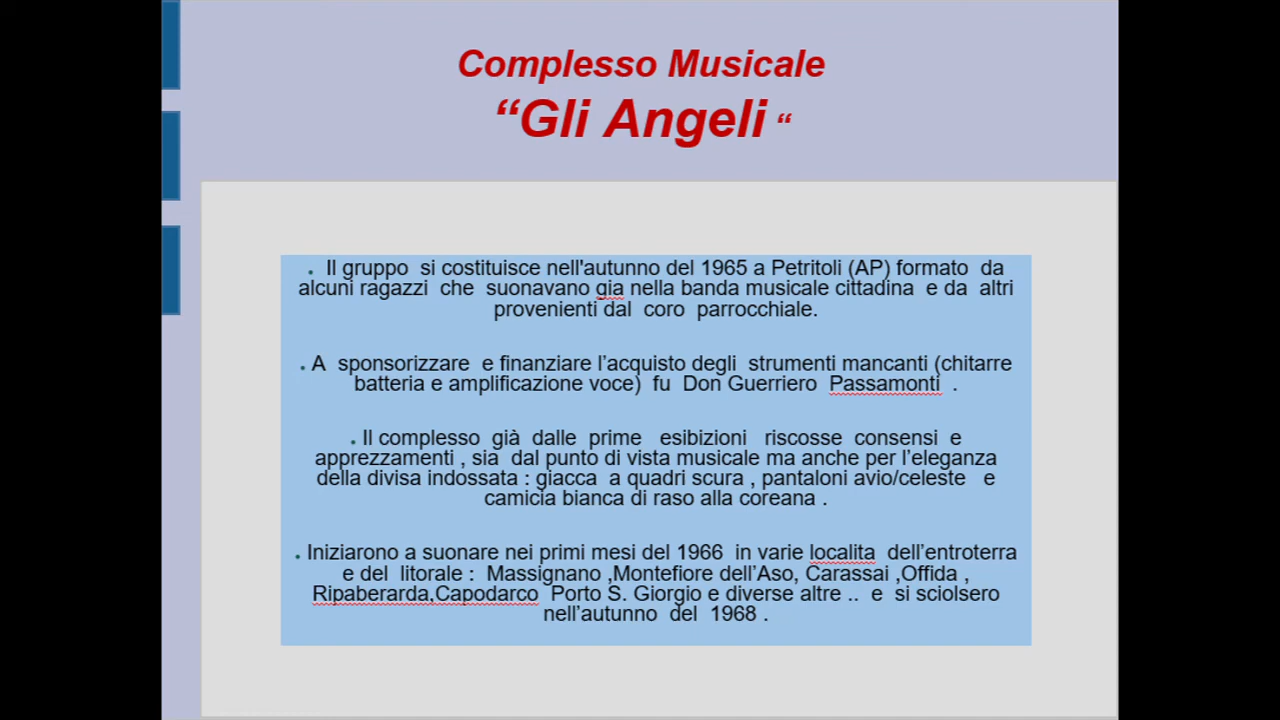 Complesso Musicale
“Gli Angeli “
. Il gruppo si costituisce nell'autunno del 1965 a Petritoli (AP) formato da
alcuni ragazzi che suonavano gia nella banda musicale cittadina e da altri
provenienti dal coro parrocchiale.
. A sponsorizzare e finanziare l’acquisto degli strumenti mancanti (chitarre
batteria e amplificazione voce) fu Don Guerriero Passamonti .
. Il complesso già dalle prime esibizioni riscosse consensi e
apprezzamenti , sia dal punto di vista musicale ma anche per l’eleganza
della divisa indossata : giacca a quadri scura , pantaloni avio/celeste e
camicia bianca di raso alla coreana .
. Iniziarono a suonare nei primi mesi del 1966 in varie localita dell’entroterra
e del litorale : Massignano ,Montefiore dell’Aso, Carassai ,Offida ,
Ripaberarda,Capodarco Porto S. Giorgio e diverse altre .. e si sciolsero
nell’autunno del 1968 .